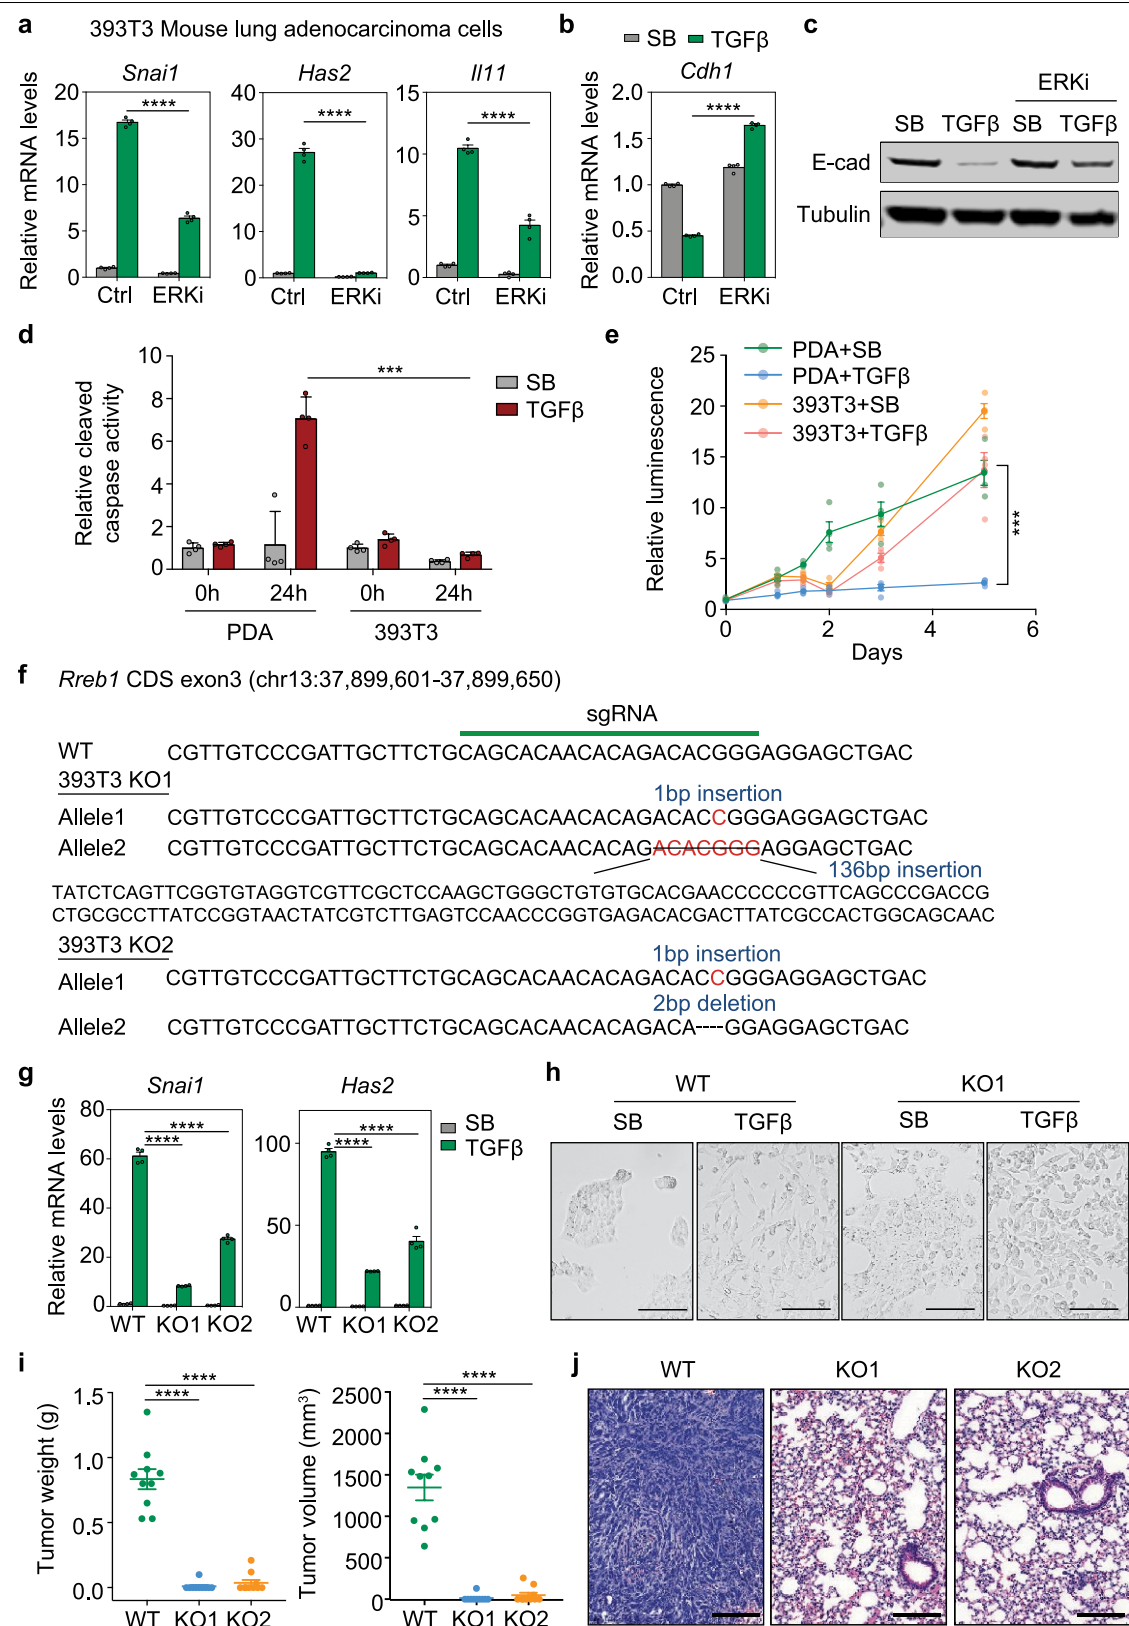 a 393T3 Mouse lung adenocarcinoma cells
Snai1
Has2
Il11
Relative mRNA levels
20
15
10
5
0
****
Ctrl ERKi
40
30
20
10
0
****
Ctrl ERKi
15
10
5
0
****
Ctrl ERKi
b
SB TGFβ
Cdh1
Relative mRNA levels
2.0
1.5
1.0
0.5
0.0
****
Ctrl ERKi
c
ERKi
SB TGFβ SB TGFβ
E-cad
Tubulin
d
Relative cleaved
caspase activity
10
8
6
4
2
0
***
SB
TGFβ
0h 24h 0h 24h
PDA 393T3
e
Relative luminescence
25
20
15
10
5
0
PDA+SB
PDA+TGFβ
393T3+SB
393T3+TGFβ
***
0 2 4 6
Days
f Rreb1 CDS exon3 (chr13:37,899,601-37,899,650)
sgRNA
WT CGTTGTCCCGATTGCTTCTGCAGCACAACACAGACACGGGAGGAGCTGAC
393T3 KO1
1bp insertion
Allele1 CGTTGTCCCGATTGCTTCTGCAGCACAACACAGACACCGGGAGGAGCTGAC
Allele2 CGTTGTCCCGATTGCTTCTGCAGCACAACACAGACACGGGAGGAGCTGAC
136bp insertion
TATCTCAGTTCGGTGTAGGTCGTTCGCTCCAAGCTGGGCTGTGTGCACGAACCCCCCGTTCAGCCCGACCG
CTGCGCCTTATCCGGTAACTATCGTCTTGAGTCCAACCCGGTGAGACACGACTTATCGCCACTGGCAGCAAC
393T3 KO2
1bp insertion
Allele1 CGTTGTCCCGATTGCTTCTGCAGCACAACACAGACACCGGGAGGAGCTGAC
2bp deletion
Allele2 CGTTGTCCCGATTGCTTCTGCAGCACAACACAGACA----GGAGGAGCTGAC
g
Snai1
Has2
Relative mRNA levels
80
60
40
20
0
****
****
WT KO1 KO2
100
50
0
****
****
WT KO1 KO2
SB
TGFβ
h
WT KO1
SB TGFβ SB TGFβ
i
Tumor weight (g)
1.5
1.0
0.5
0.0
****
****
WT KO1 KO2
Tumor volume (mm3)
2500
2000
1500
1000
500
0
****
****
WT KO1 KO2
j
WT KO1 KO2